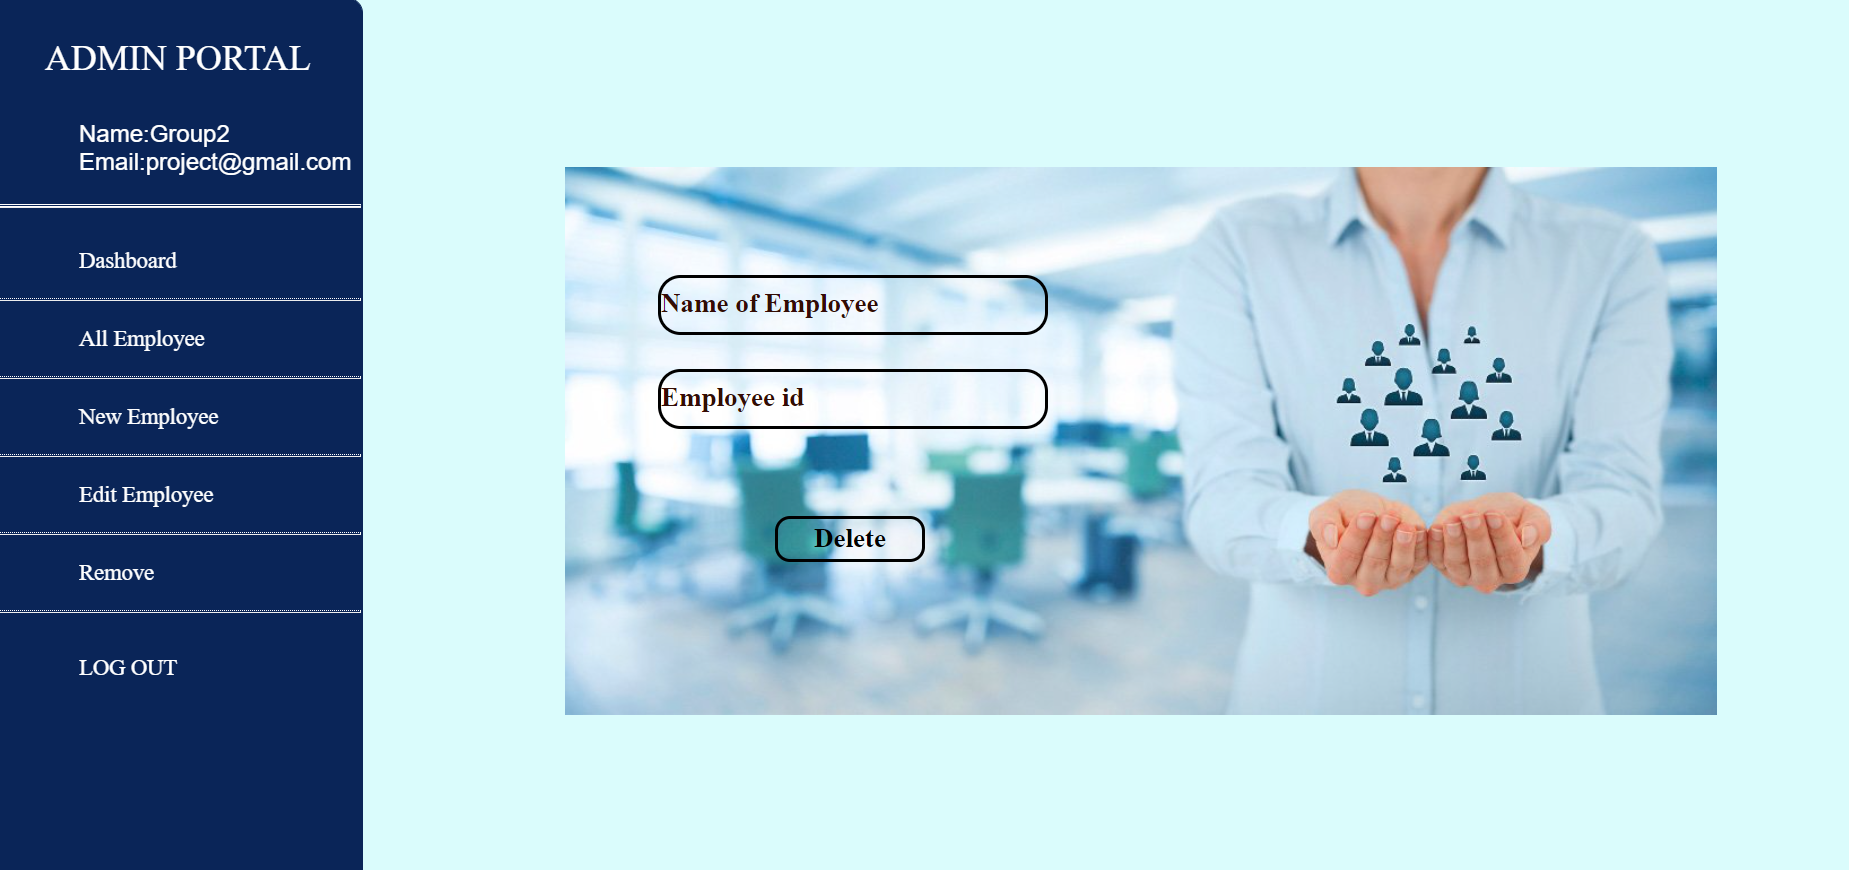 ADMIN PORTAL
Name:Group2
Email:project@gmail.com
Dashboard
All Employee
New Employee
Edit Employee
Remove
LOG OUT
Name of Employee
Employee id
Delete